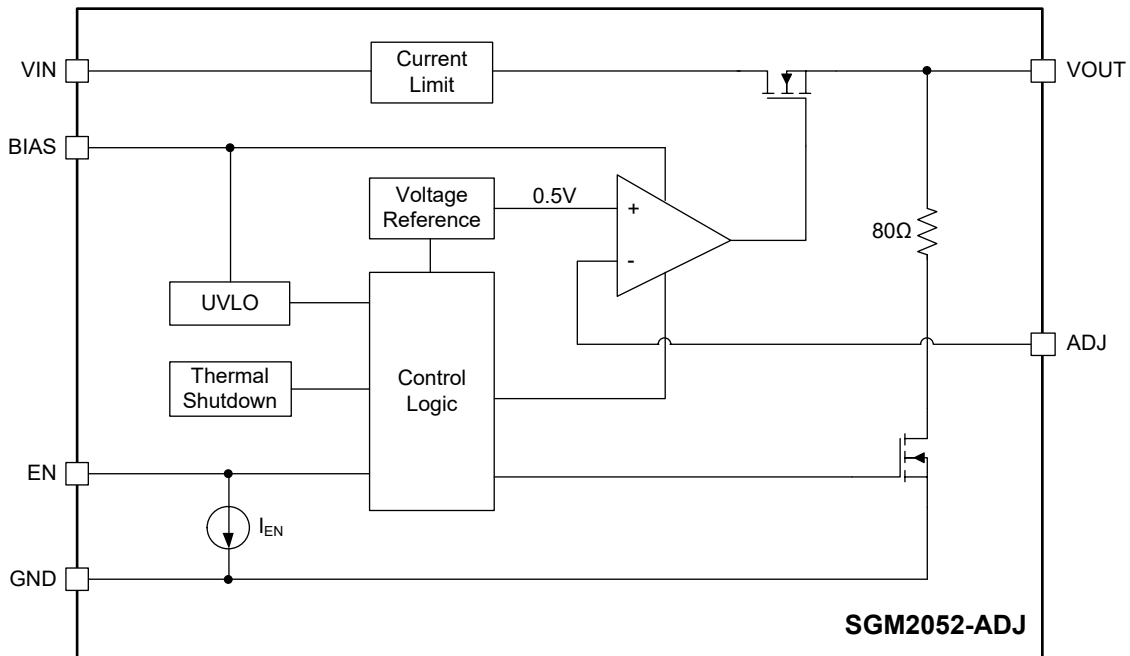 VIN
Current
Limit
VOUT
BIAS
Voltage
Reference
0.5V
+
-
80Ω
UVLO
ADJ
Thermal
Shutdown
Control
Logic
EN
IEN
GND
SGM2052-ADJ